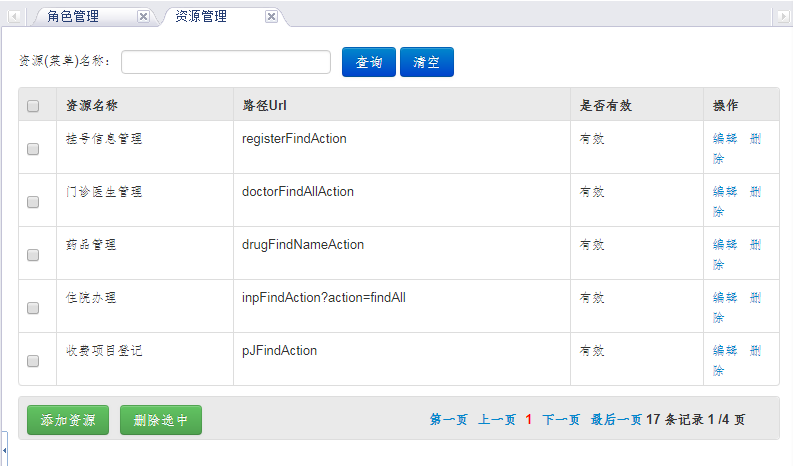 角色管理 资源管理
资源(菜单)名称： 查询 清空
资源名称 路径Url 是否有效 操作
挂号信息管理 registerFindAction 有效 编辑 删
除
门诊医生管理 doctorFindAllAction 有效 编辑 删
除
药品管理 drugFindNameAction 有效 编辑 删
除
住院办理 inpFindAction?action=findAll 有效 编辑 删
除
收费项目登记 pJFindAction 有效 编辑 删
除
添加资源 删除选中 第一页 上一页 1 下一页 最后一页 17 条记录 1 /4 页